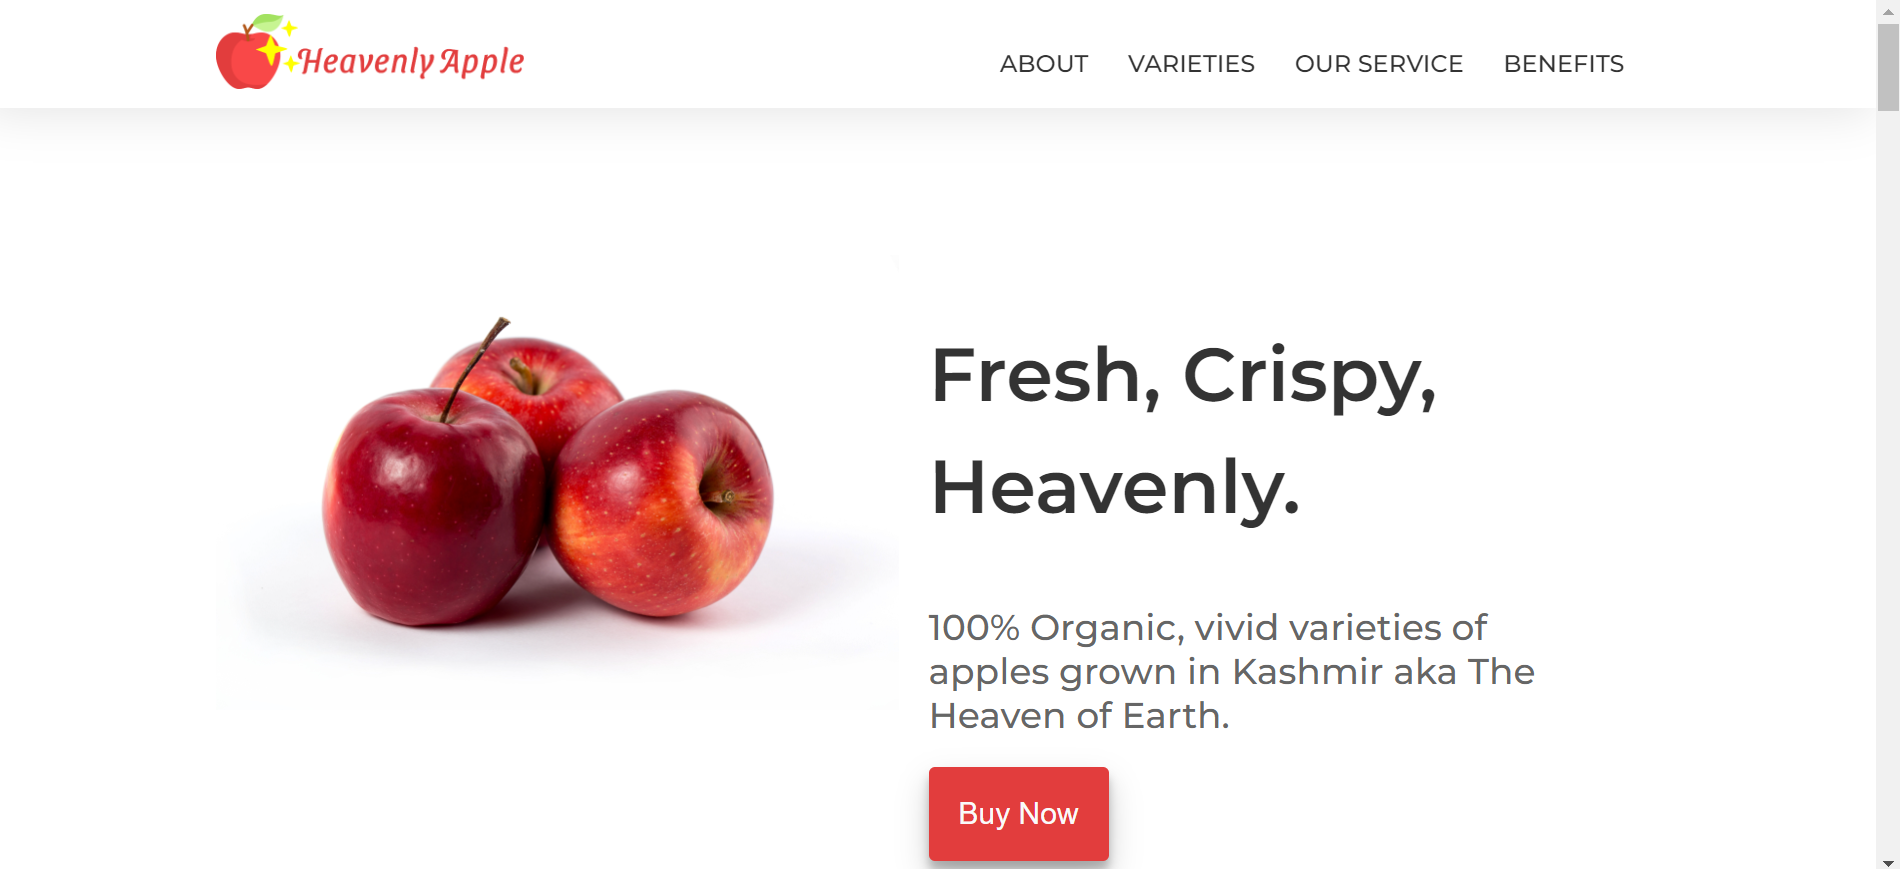 Heavenly Apple
ABOUT VARIETIES OUR SERVICE BENEFITS
Fresh, Crispy,
Heavenly.
100% Organic, vivid varieties of
apples grown in Kashmir aka The
Heaven of Earth.
Buy Now